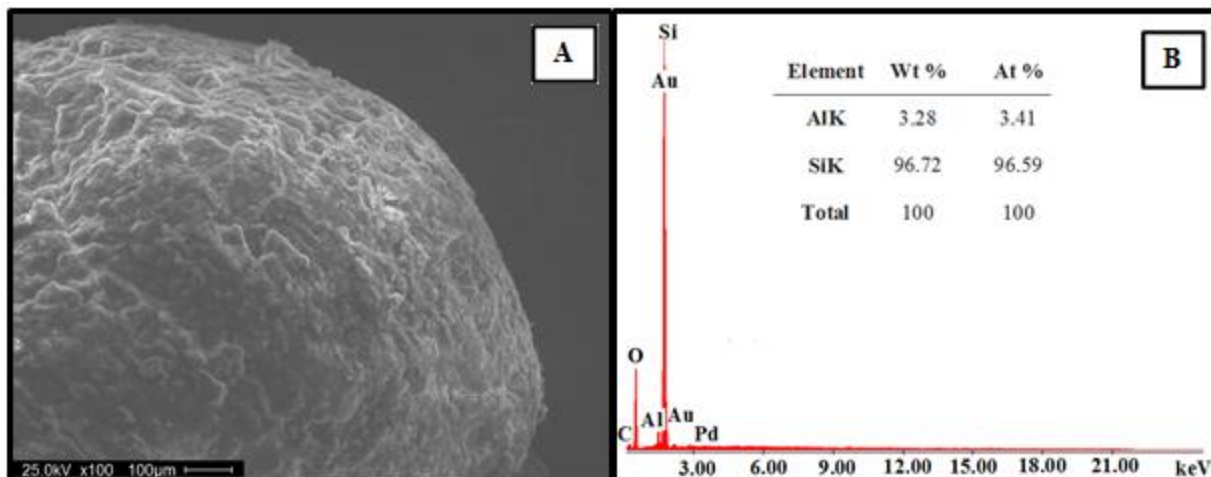 A
25.0kV x100 100µm
B
Si
Au
Element Wt % At %
AlK 3.28 3.41
SiK 96.72 96.59
Total 100 100
O
C Al Au Pd
3.00 6.00 9.00 12.00 15.00 18.00 21.00 keV